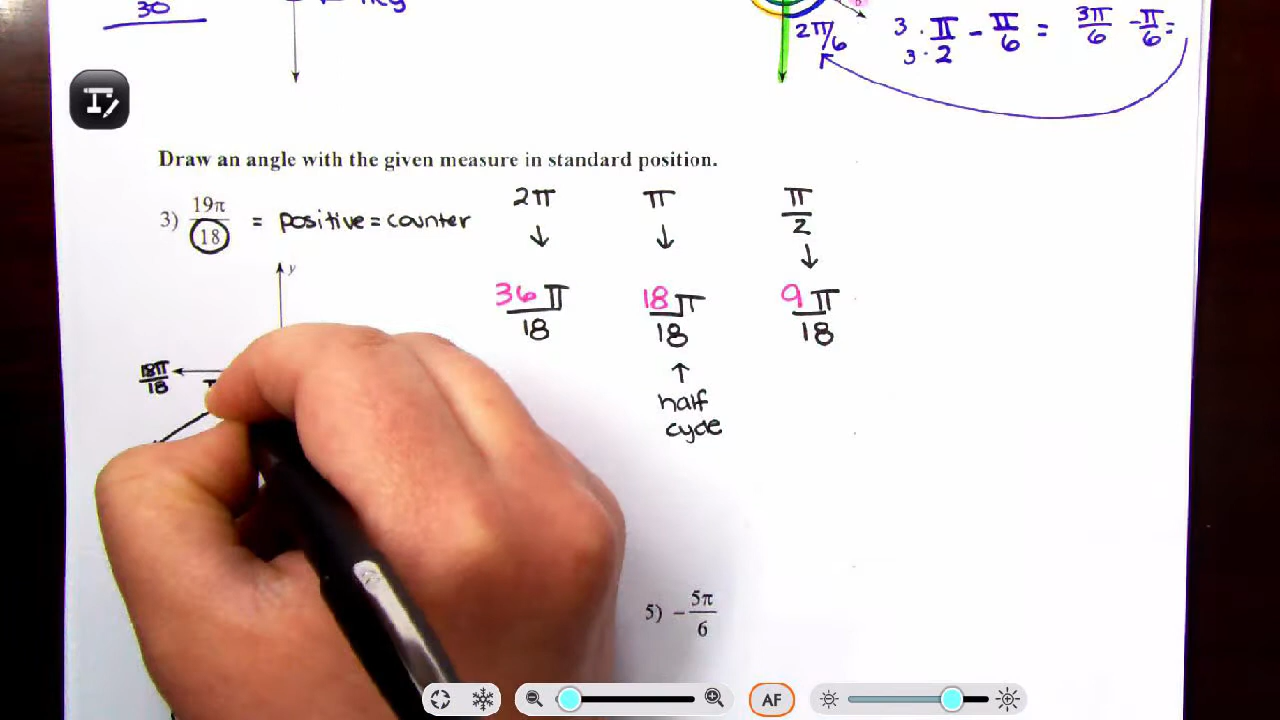 30
2π/6
3 · π/3 · 2 - π/6 = 3π/6 - π/6 =
Draw an angle with the given measure in standard position.
3) 19π/18 = positive = counter
2π π π/2
y
36π/18 18π/18 9π/18
18π/18
half
cycle
5) -5π/6
AF